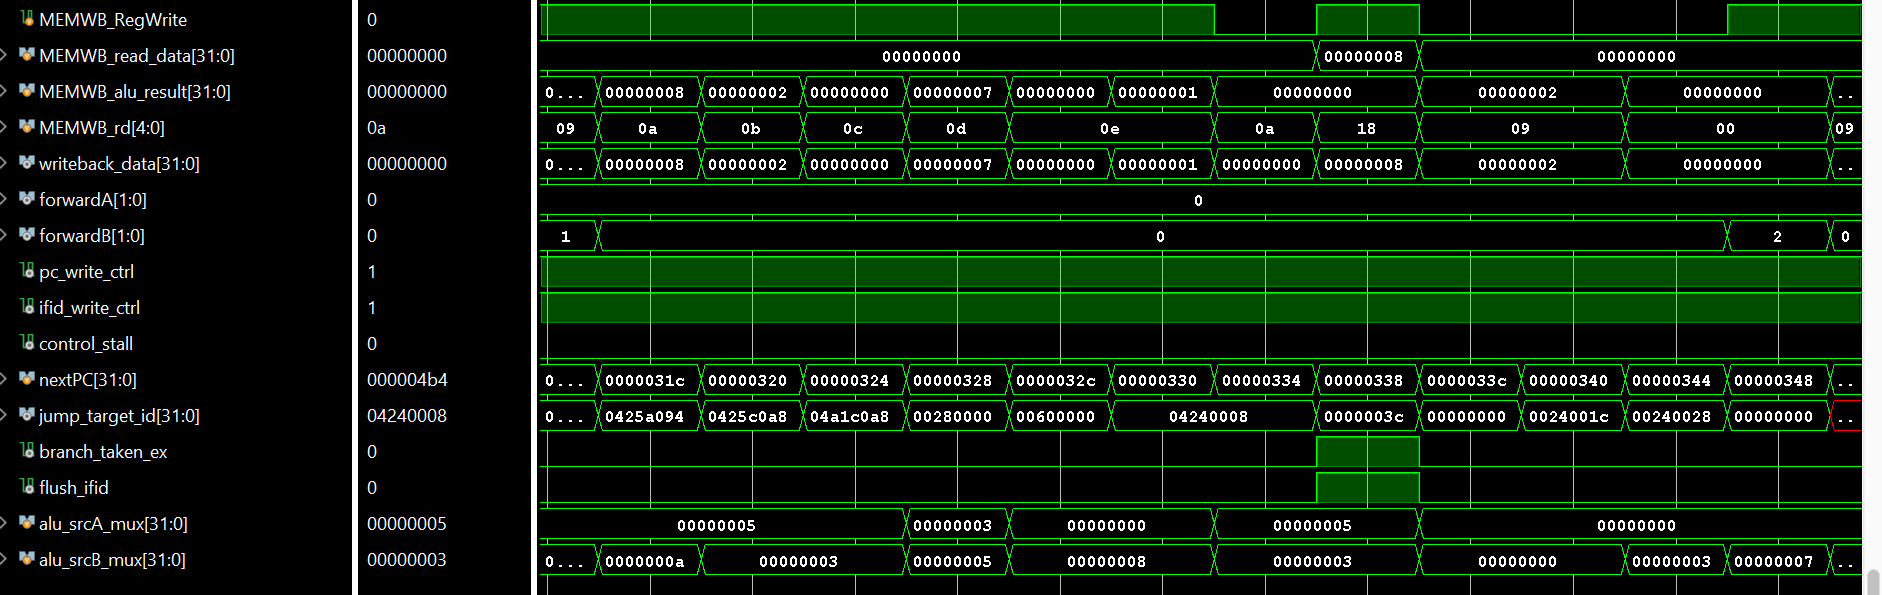 MEMWB_RegWrite 0
MEMWB_read_data[31:0] 00000000 00000000 00000008 00000000
MEMWB_alu_result[31:0] 00000000 0... 00000008 00000002 00000000 00000007 00000000 00000001 00000000 00000002 00000000 ..
MEMWB_rd[4:0] 0a 09 0a 0b 0c 0d 0e 0a 18 09 00 09
writeback_data[31:0] 00000000 0... 00000008 00000002 00000000 00000007 00000000 00000001 00000000 00000008 00000002 00000000 ..
forwardA[1:0] 0 0
forwardB[1:0] 0 1 0 2 0
pc_write_ctrl 1
ifid_write_ctrl 1
control_stall 0
nextPC[31:0] 000004b4 0... 0000031c 00000320 00000324 00000328 0000032c 00000330 00000334 00000338 0000033c 00000340 00000344 00000348 ..
jump_target_id[31:0] 04240008 0... 0425a094 0425c0a8 04a1c0a8 00280000 00600000 04240008 0000003c 00000000 0024001c 00240028 00000000 ..
branch_taken_ex 0
flush_ifid 0
alu_srcA_mux[31:0] 00000005 00000005 00000003 00000000 00000005 00000000
alu_srcB_mux[31:0] 00000003 0... 0000000a 00000003 00000005 00000008 00000003 00000000 00000003 00000007 ..